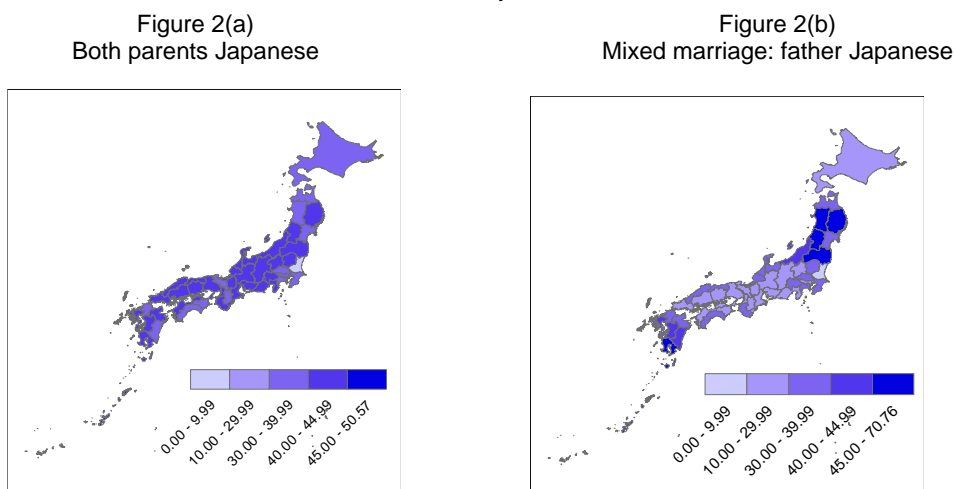 Figure 2(a)
Both parents Japanese
0.00 - 9.99
10.00 - 29.99
30.00 - 39.99
40.00 - 44.99
45.00 - 50.57
Figure 2(b)
Mixed marriage: father Japanese
0.00 - 9.99
10.00 - 29.99
30.00 - 39.99
40.00 - 44.99
45.00 - 70.76